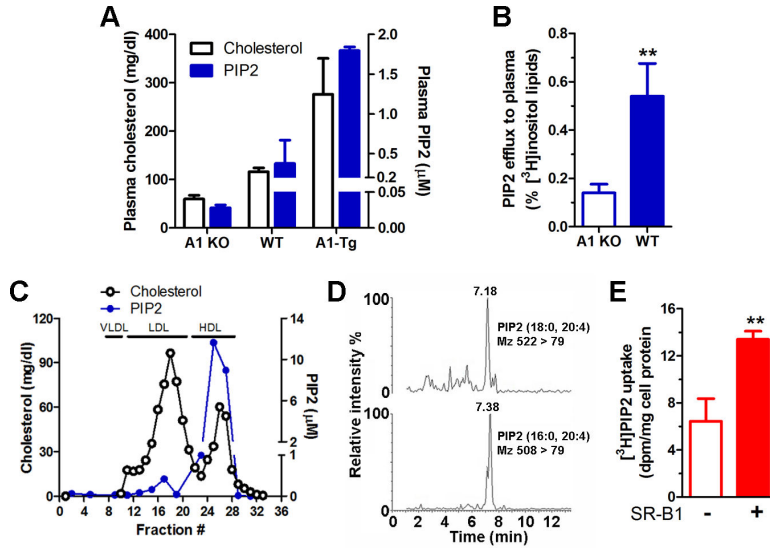 A
Cholesterol
PIP2
Plasma cholesterol (mg/dl)
400
300
200
100
0
Plasma PIP2 (µM)
2.0
1.5
1.0
0.5
0.2
0.05
0.00
A1 KO
WT
A1-Tg
B
**
PIP2 efflux to plasma
(% [³H]inositol lipids)
0.8
0.6
0.4
0.2
0.0
A1 KO
WT
C
Cholesterol
PIP2
VLDL
LDL
HDL
Cholesterol (mg/dl)
120
90
60
30
0
PIP2 (µM)
14
10
6
2
1
0
0
4
8
12
16
20
24
28
32
36
Fraction #
D
Relative intensity %
100
7.18
PIP2 (18:0, 20:4)
Mz 522 > 79
0
100
7.38
PIP2 (16:0, 20:4)
Mz 508 > 79
0
0
2
4
6
8
10
12
Time (min)
E
**
[³H]PIP2 uptake
(dpm/mg cell protein)
16
12
8
4
0
SR-B1
-
+